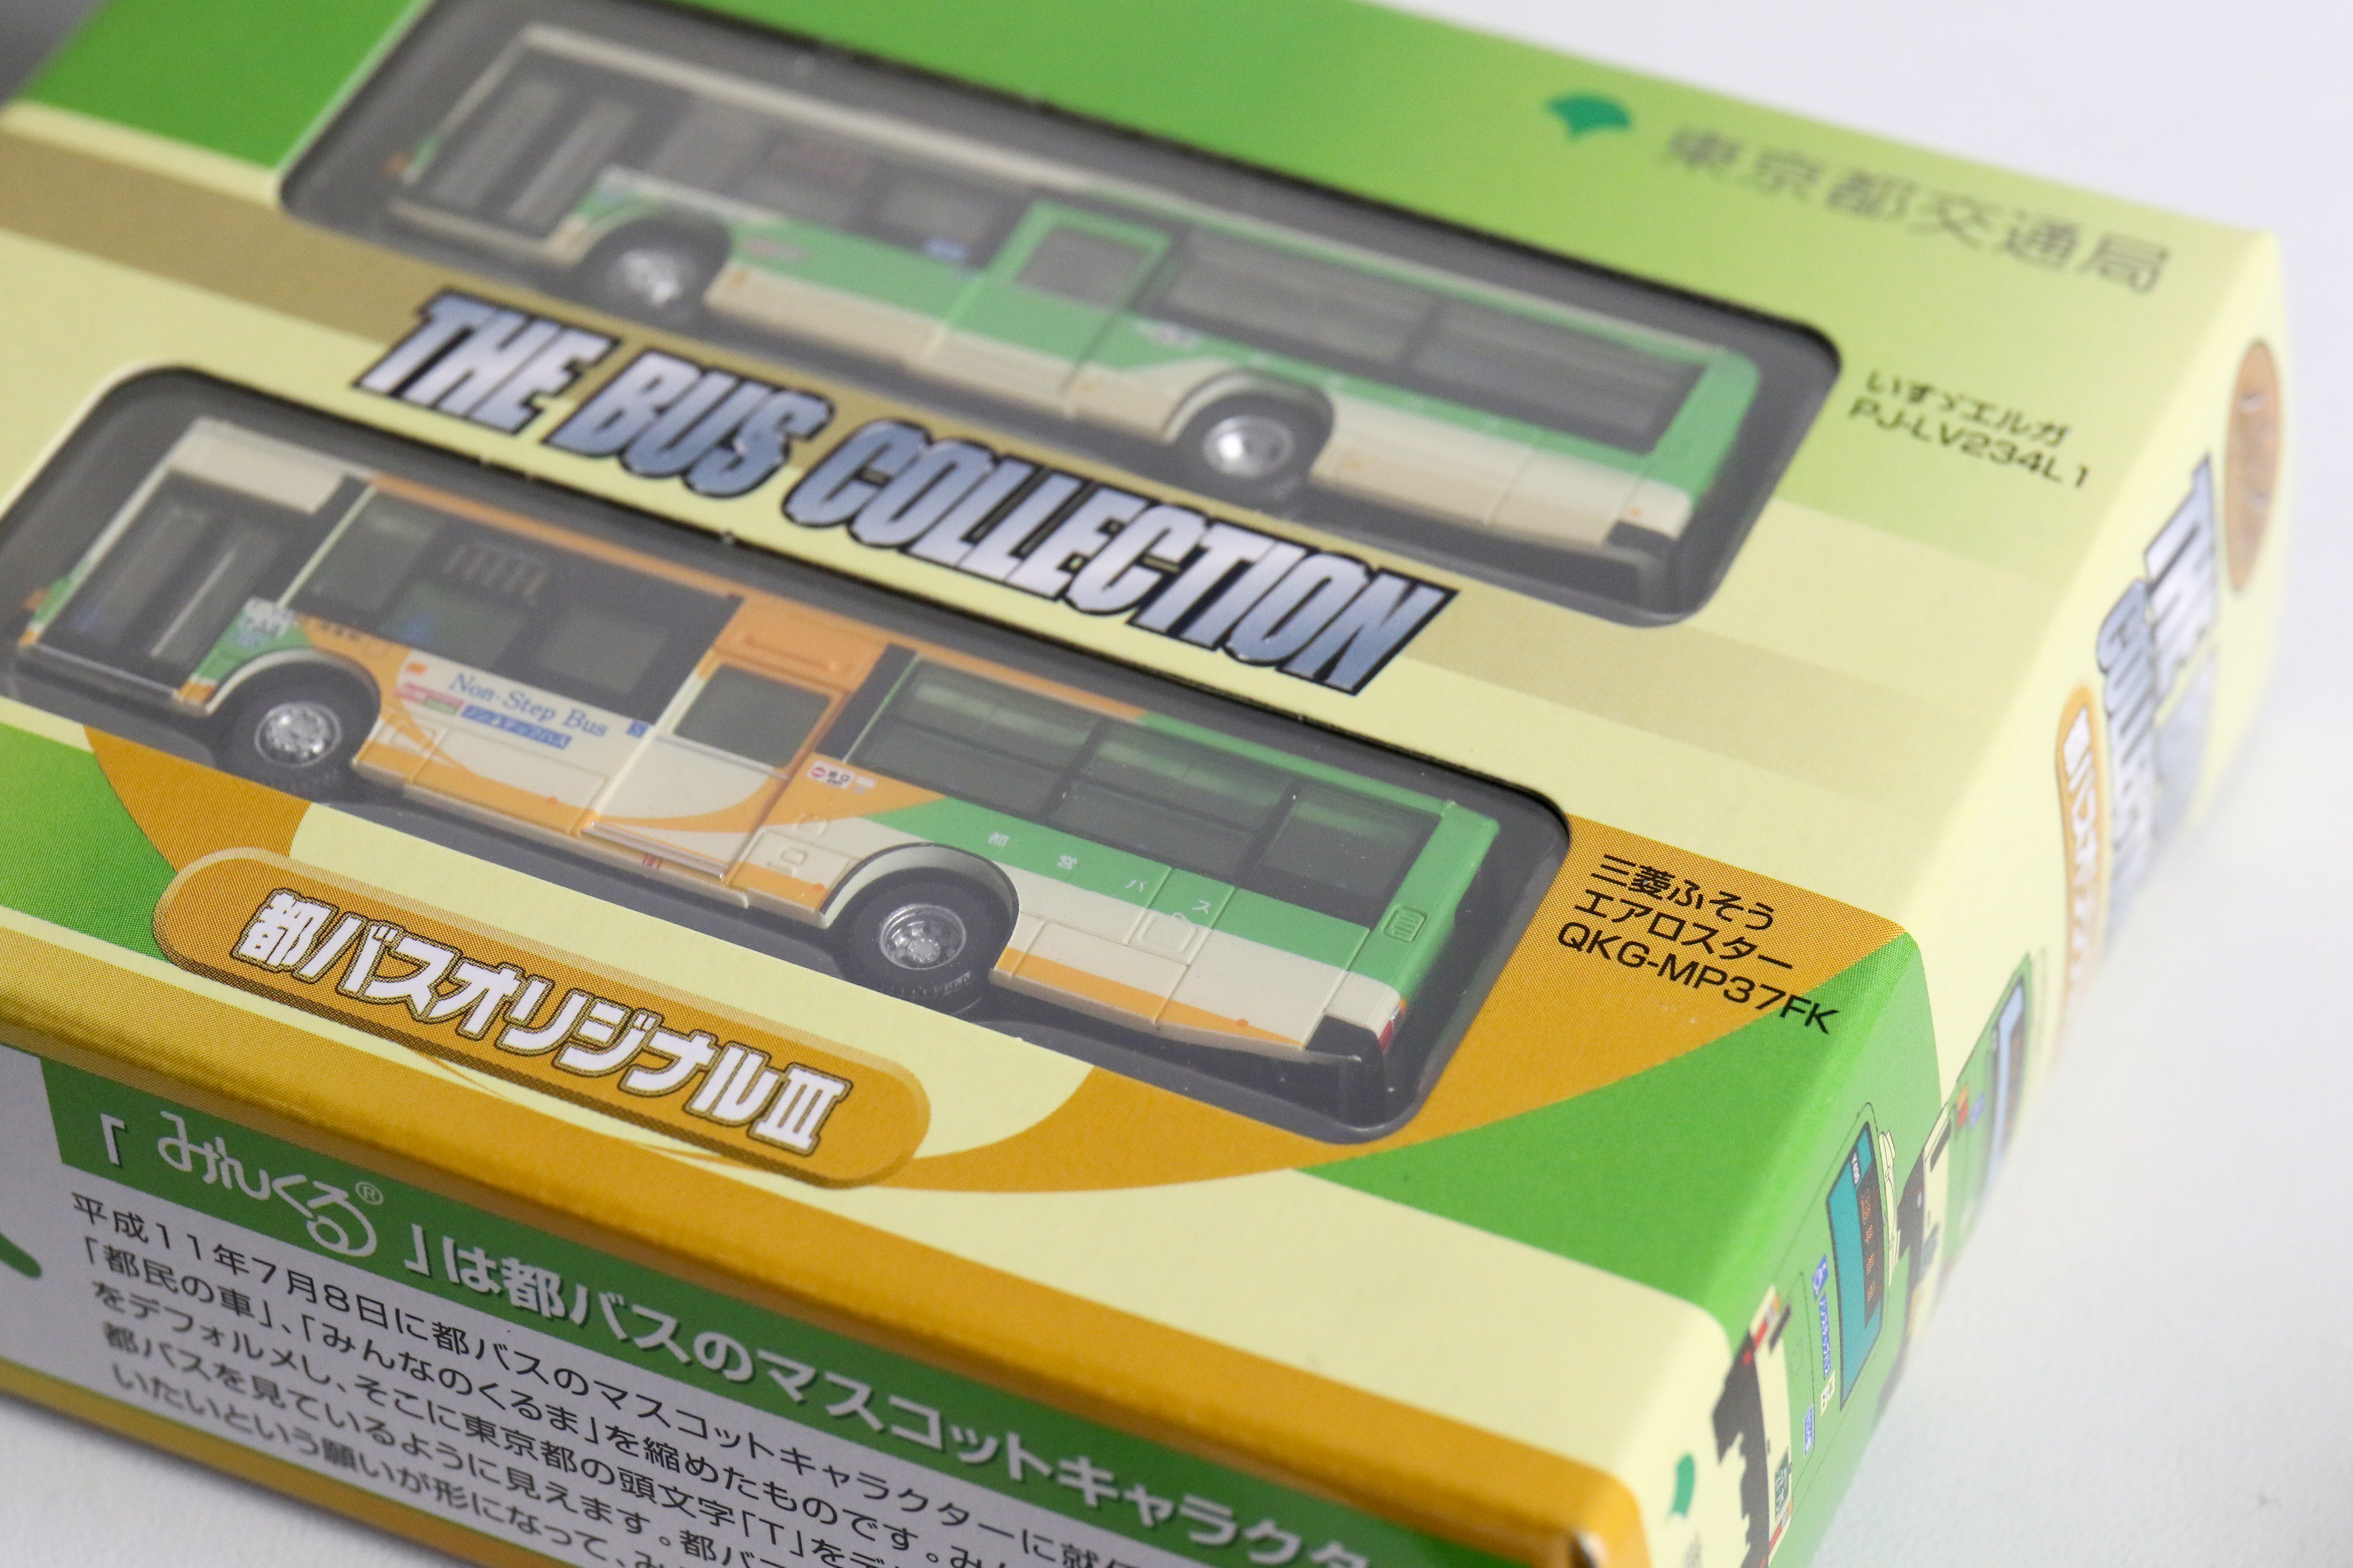 東京都交通局
いすゞエルガ
PJ-LV234L1
THE BUS COLLECTION
Non-Step Bus
ノンステップバス
都営バス
三菱ふそう
エアロスター
QKG-MP37FK
都バスオリジナルⅢ
「みんくる®」は都バスのマスコットキャラクタ
平成11年7月8日に都バスのマスコットキャラクターに就
「都民の車」、「みんなのくるま」を縮めたものです。み
をデフォルメし、そこに東京都の頭文字「T」をデ
都バスを見ているように見えます。都バ
いたいという願いが形になって、み